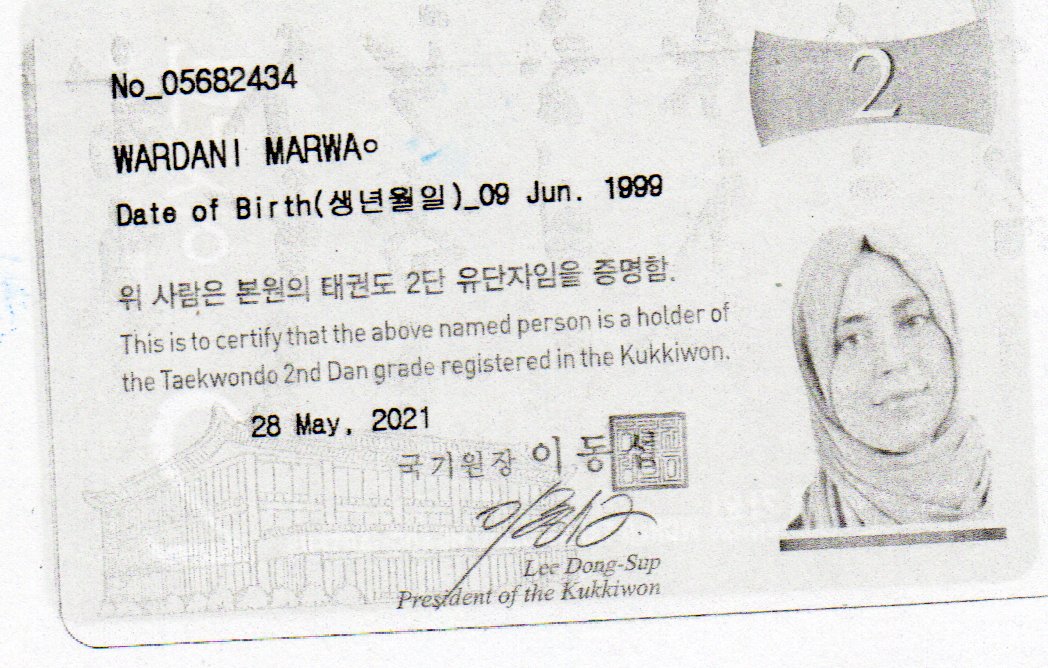 2
No_05682434
WARDANI MARWA○
Date of Birth(생년월일)_09 Jun. 1999
위 사람은 본원의 태권도 2단 유단자임을 증명함.
This is to certify that the above named person is a holder of
the Taekwondo 2nd Dan grade registered in the Kukkiwon.
28 May, 2021
국기원장 이동섭
Lee Dong-Sup
President of the Kukkiwon